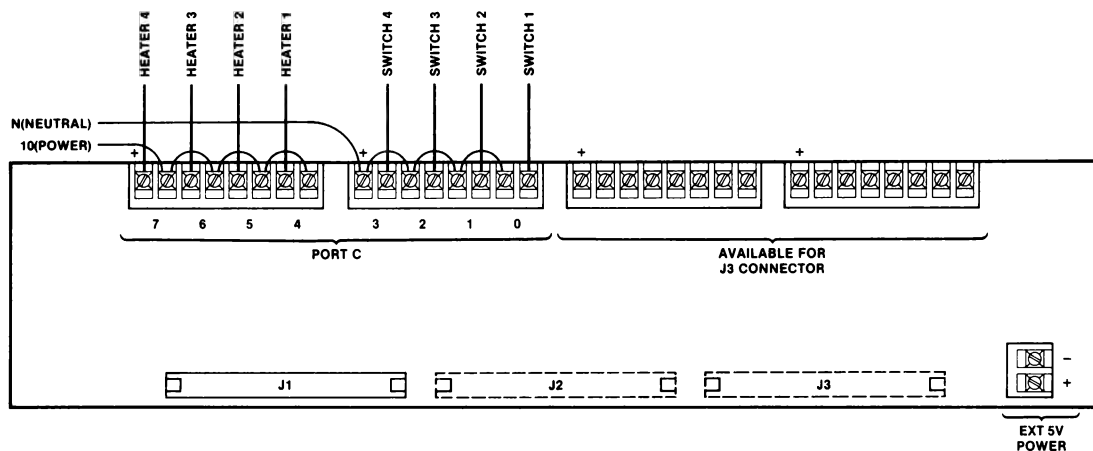 HEATER 4
HEATER 3
HEATER 2
HEATER 1
SWITCH 4
SWITCH 3
SWITCH 2
SWITCH 1
N(NEUTRAL)
10(POWER)
+ + + +
7 6 5 4 3 2 1 0
PORT C
AVAILABLE FOR
J3 CONNECTOR
J1 J2 J3
-
+
EXT 5V
POWER